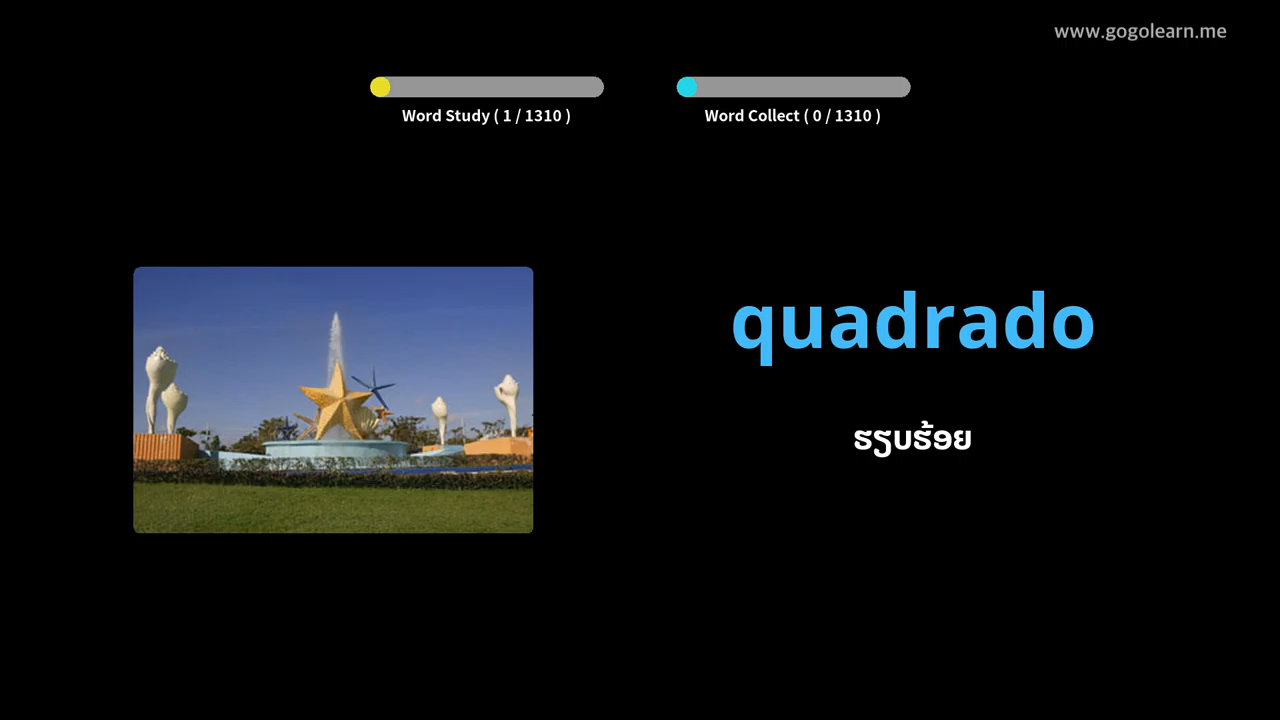 www.gogolearn.me
Word Study ( 1 / 1310 )
Word Collect ( 0 / 1310 )
quadrado
ຮຽບຮ້ອຍ